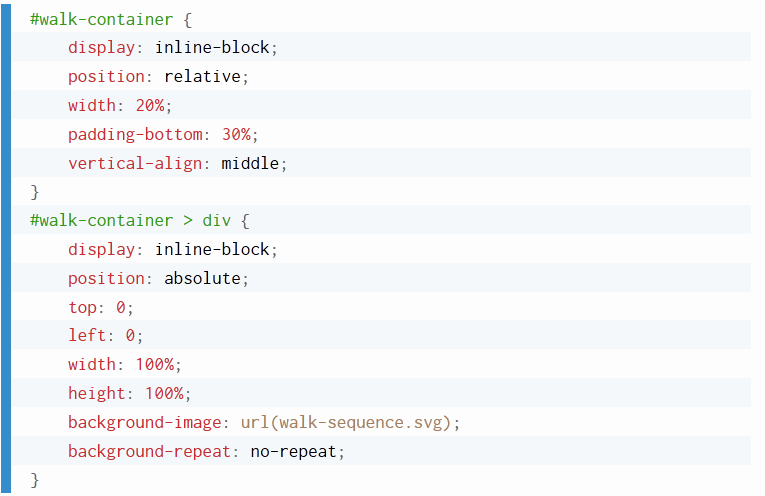 #walk-container {
    display: inline-block;
    position: relative;
    width: 20%;
    padding-bottom: 30%;
    vertical-align: middle;
}
#walk-container > div {
    display: inline-block;
    position: absolute;
    top: 0;
    left: 0;
    width: 100%;
    height: 100%;
    background-image: url(walk-sequence.svg);
    background-repeat: no-repeat;
}